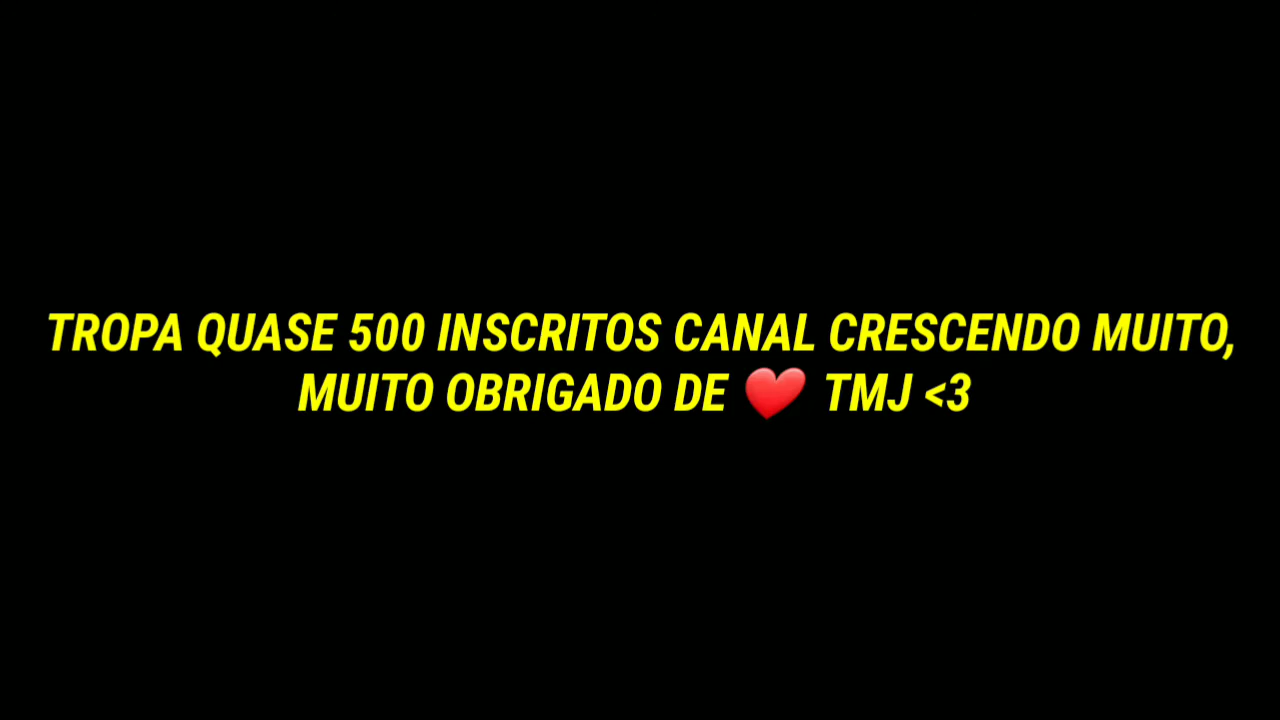 TROPA QUASE 500 INSCRITOS CANAL CRESCENDO MUITO,
MUITO OBRIGADO DE ❤️ TMJ <3